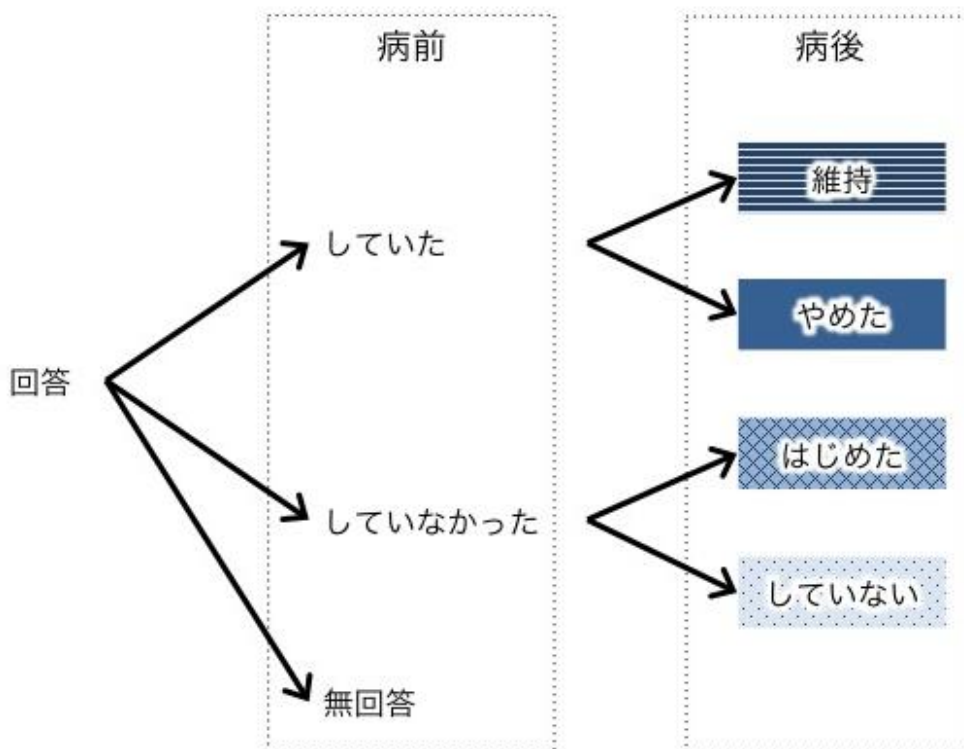 病前
病後
維持
していた
やめた
回答
はじめた
していなかった
していない
無回答